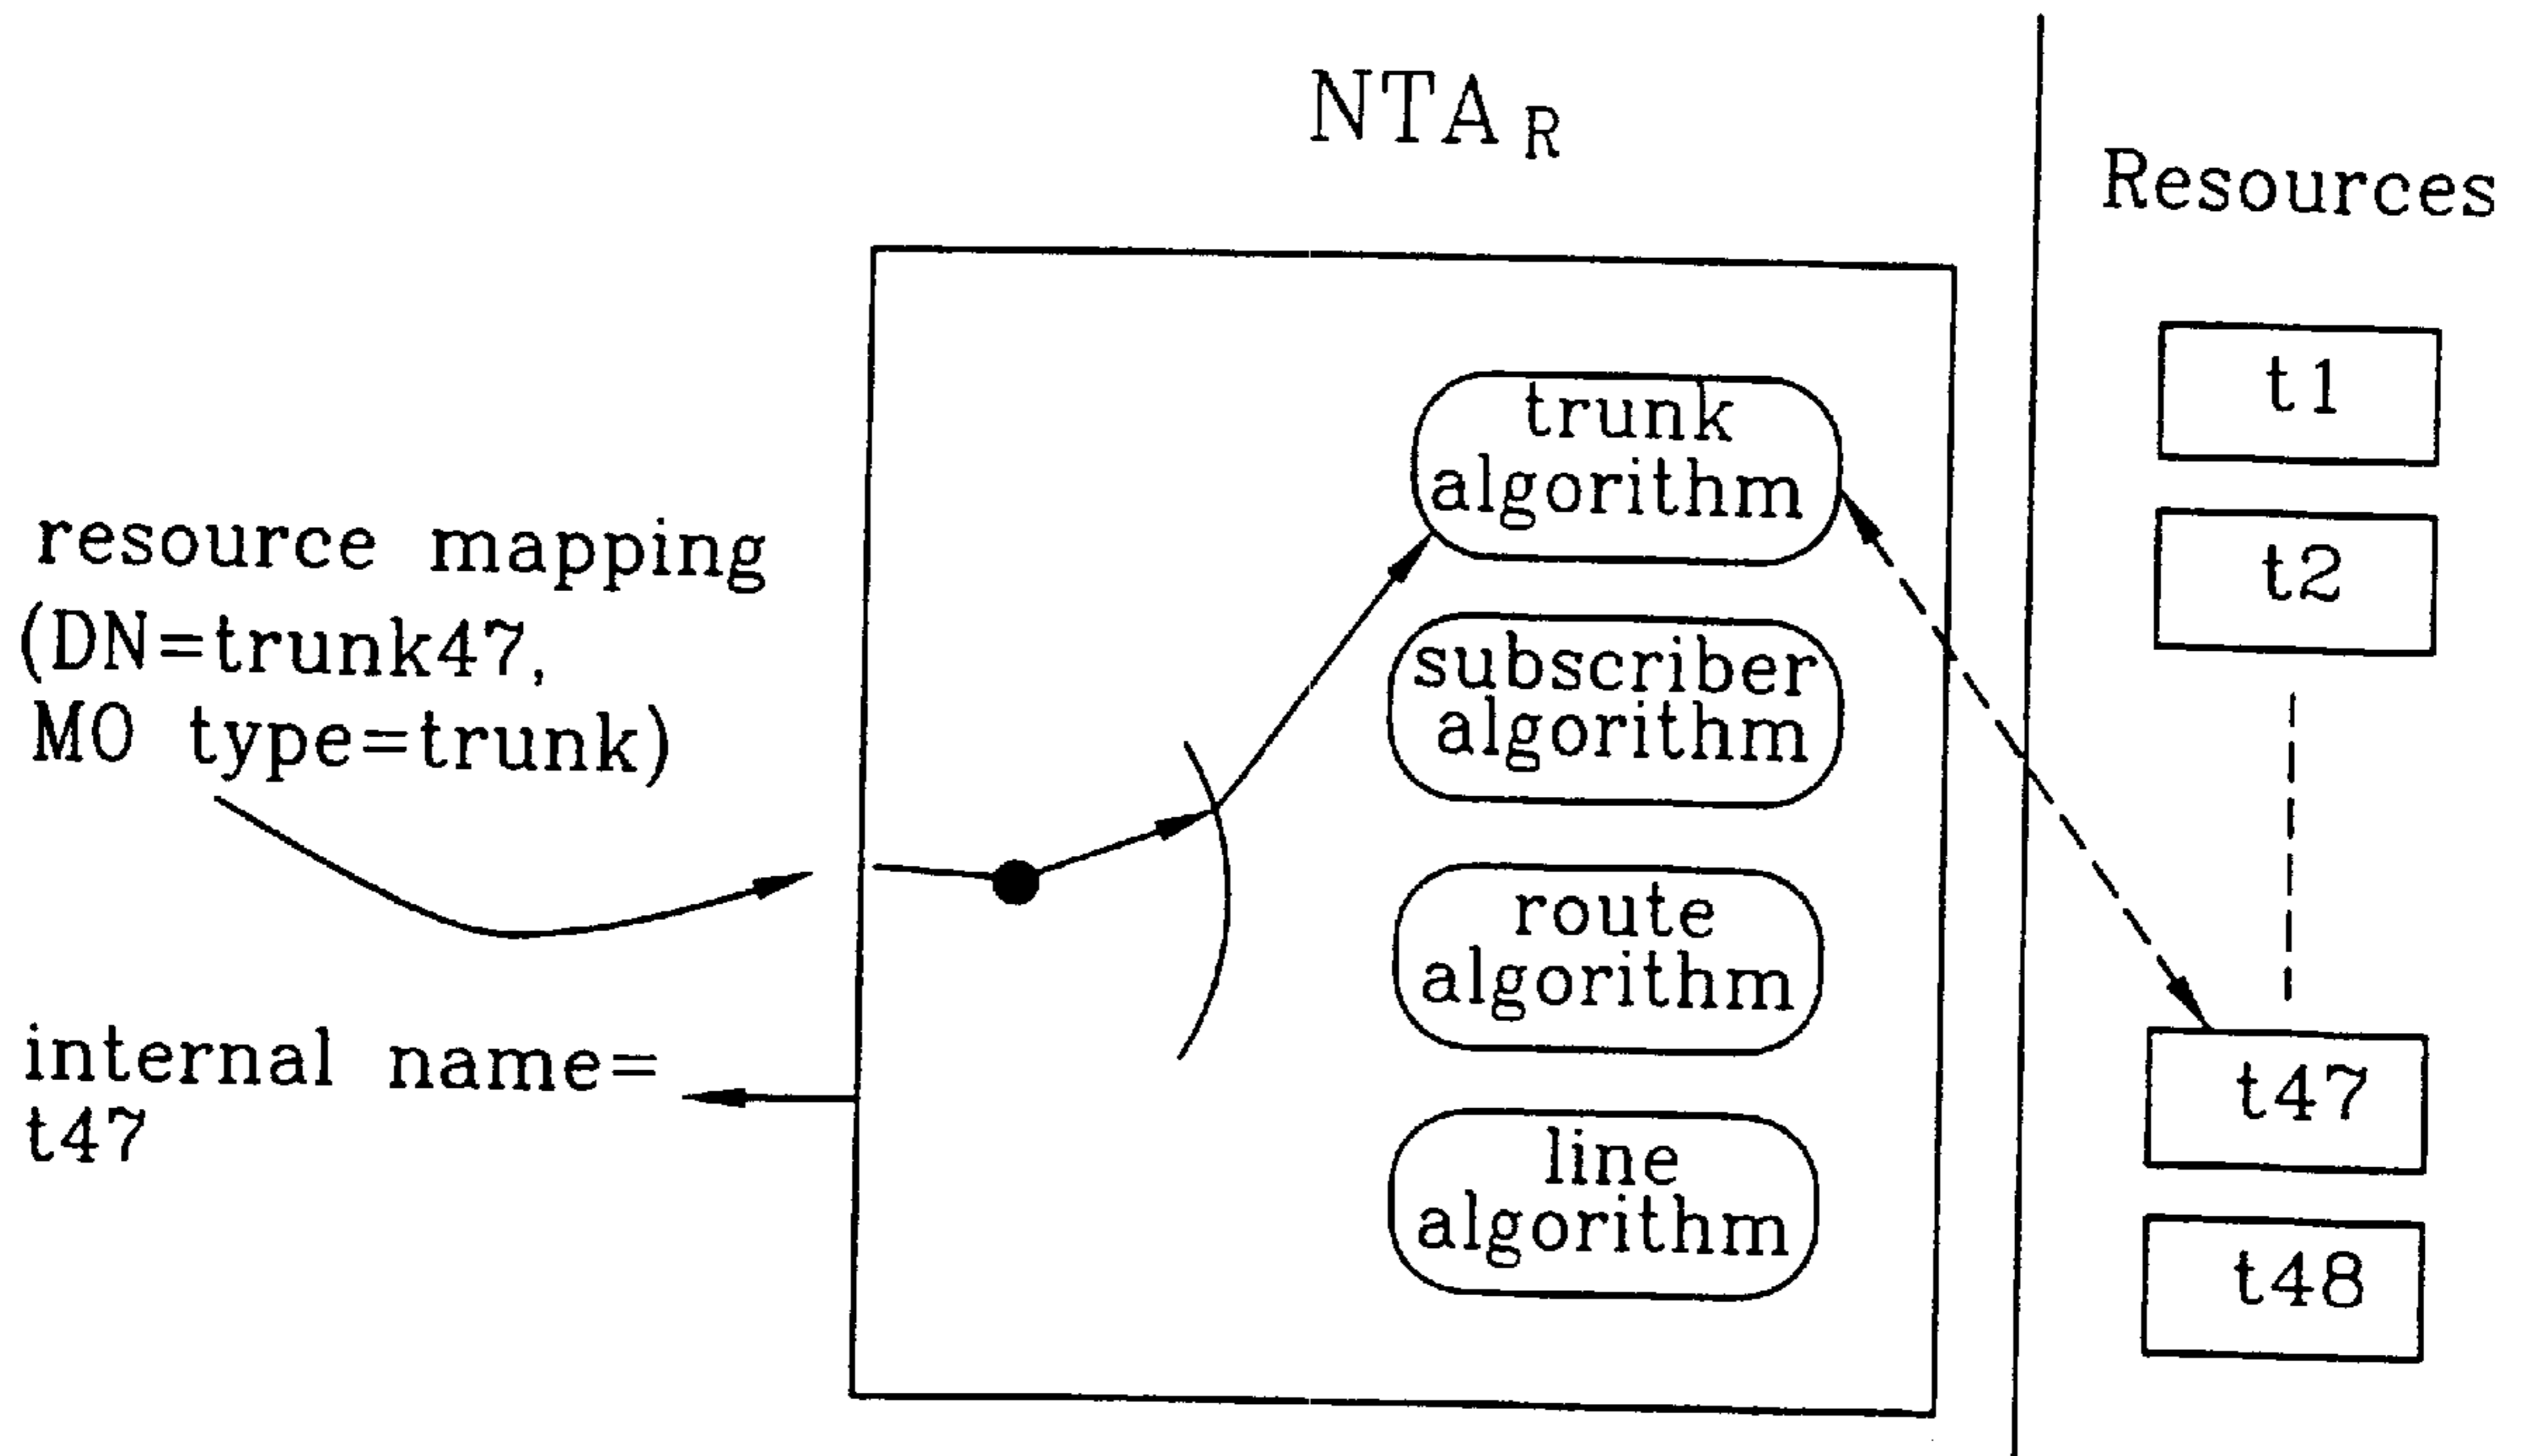 NTA R
Resources
resource mapping
(DN=trunk47,
MO type=trunk)
internal name=
t47
trunk
algorithm
subscriber
algorithm
route
algorithm
line
algorithm
t1
t2
t47
t48